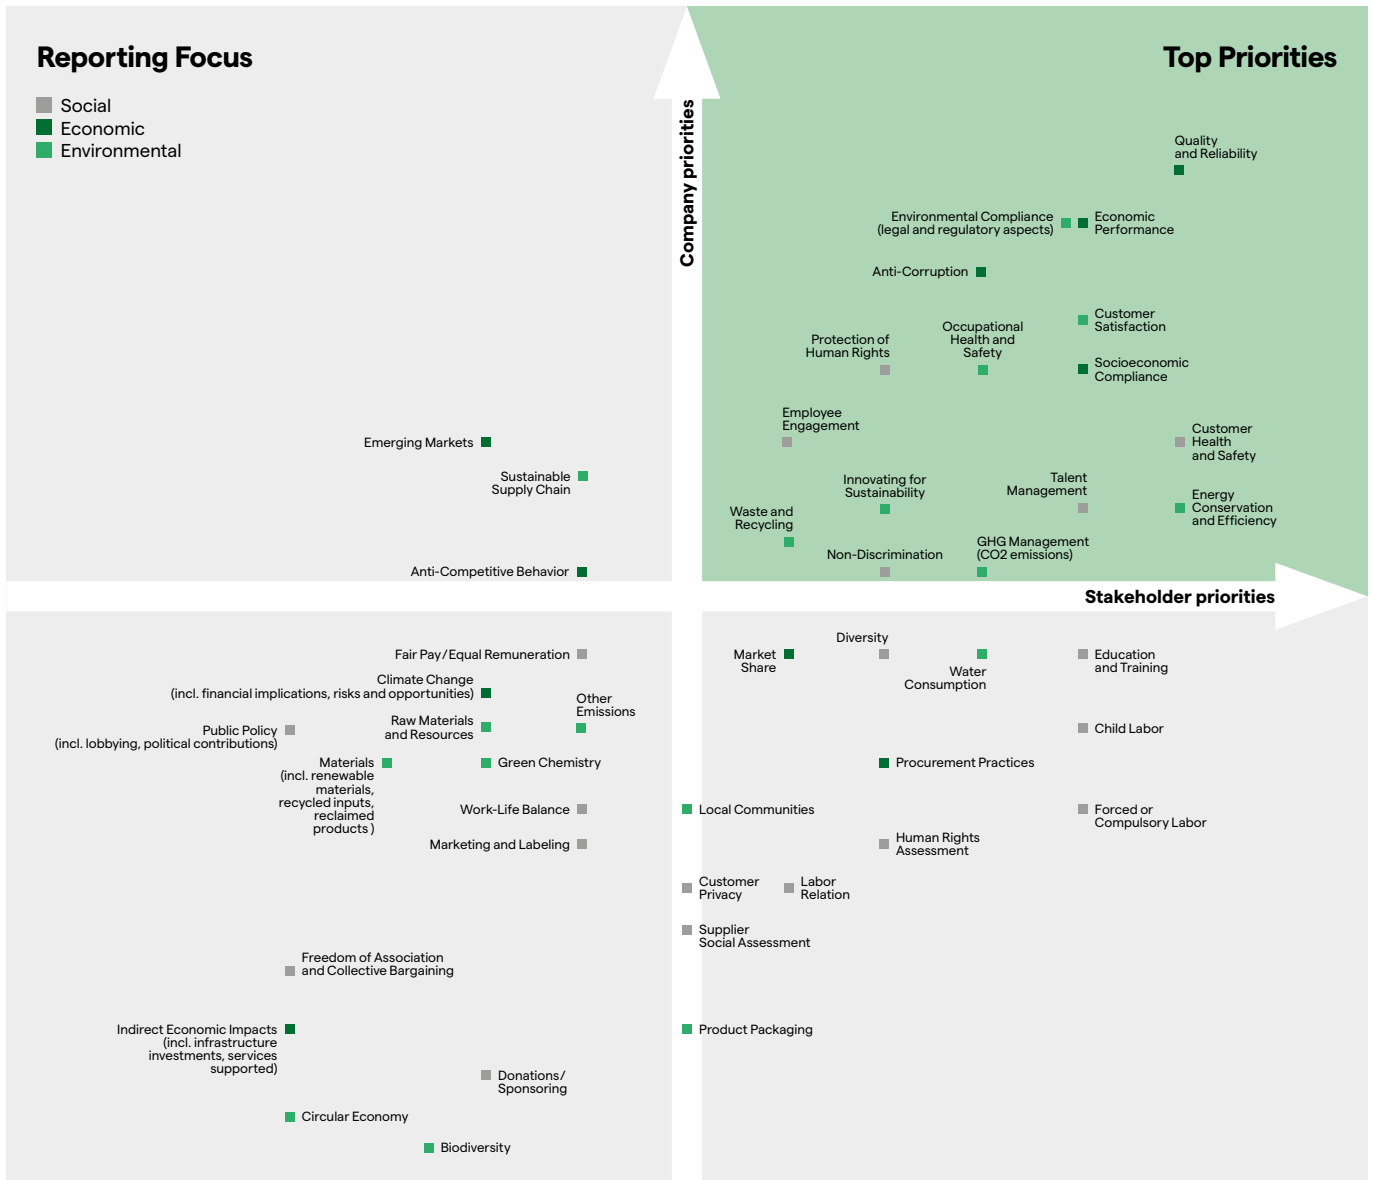 Reporting Focus
Social
Economic
Environmental
Top Priorities
Company priorities
Quality
and Reliability
Environmental Compliance
(legal and regulatory aspects)
Economic
Performance
Anti-Corruption
Customer
Satisfaction
Protection of
Human Rights
Occupational
Health and
Safety
Socioeconomic
Compliance
Employee
Engagement
Customer
Health
and Safety
Emerging Markets
Sustainable
Supply Chain
Innovating for
Sustainability
Talent
Management
Energy
Conservation
and Efficiency
Waste and
Recycling
Non-Discrimination
GHG Management
(CO2 emissions)
Anti-Competitive Behavior
Stakeholder priorities
Fair Pay/Equal Remuneration
Market
Share
Diversity
Water
Consumption
Education
and Training
Climate Change
(incl. financial implications, risks and opportunities)
Other
Emissions
Public Policy
(incl. lobbying, political contributions)
Raw Materials
and Resources
Child Labor
Materials
(incl. renewable
materials,
recycled inputs,
reclaimed
products )
Green Chemistry
Procurement Practices
Work-Life Balance
Local Communities
Forced or
Compulsory Labor
Marketing and Labeling
Human Rights
Assessment
Customer
Privacy
Labor
Relation
Supplier
Social Assessment
Freedom of Association
and Collective Bargaining
Indirect Economic Impacts
(incl. infrastructure
investments, services
supported)
Product Packaging
Donations/
Sponsoring
Circular Economy
Biodiversity